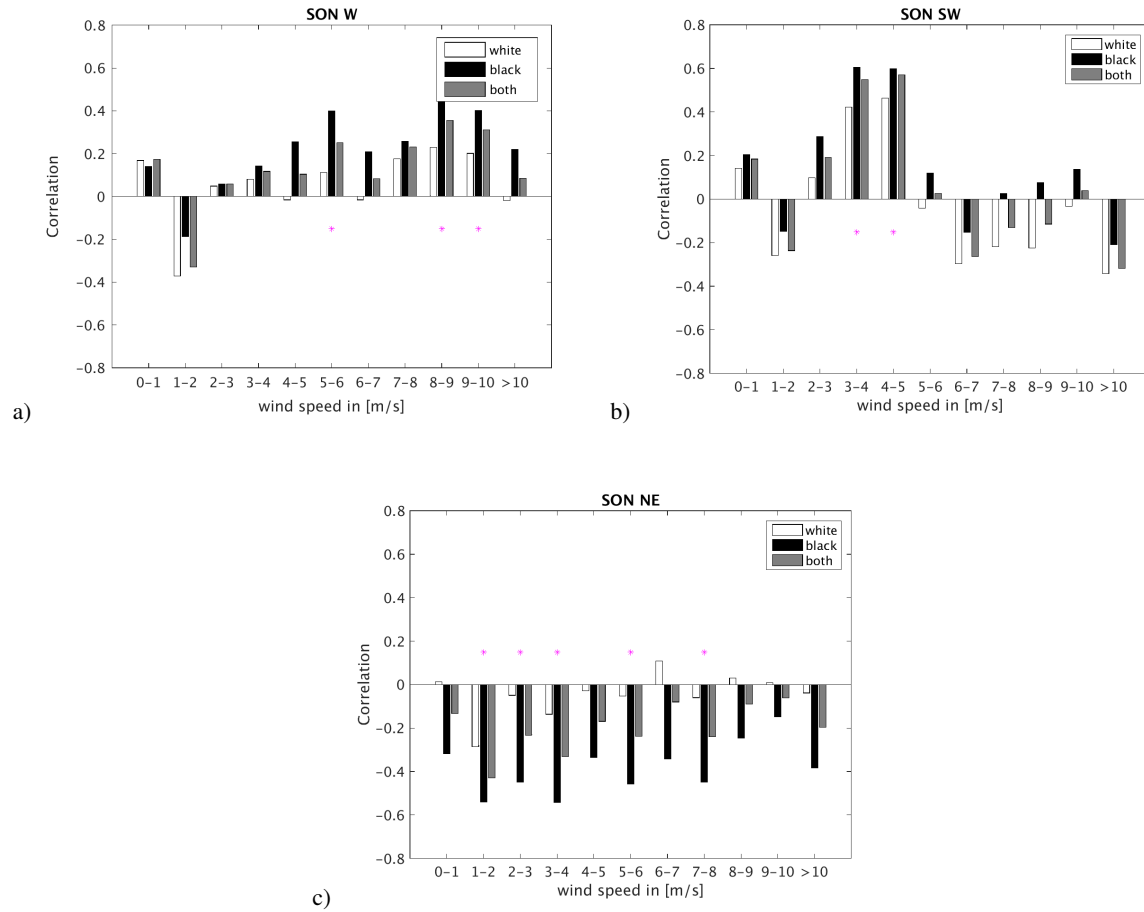 SON W
0.8
0.6
0.4
0.2
0
−0.2
−0.4
−0.6
−0.8
Correlation
white
black
both
* * *
0−1 1−2 2−3 3−4 4−5 5−6 6−7 7−8 8−9 9−10 >10
wind speed in [m/s]
a)
SON SW
0.8
0.6
0.4
0.2
0
−0.2
−0.4
−0.6
−0.8
Correlation
white
black
both
* *
0−1 1−2 2−3 3−4 4−5 5−6 6−7 7−8 8−9 9−10 >10
wind speed in [m/s]
b)
SON NE
0.8
0.6
0.4
0.2
0
−0.2
−0.4
−0.6
−0.8
Correlation
white
black
both
* * * * *
0−1 1−2 2−3 3−4 4−5 5−6 6−7 7−8 8−9 9−10 >10
wind speed in [m/s]
c)